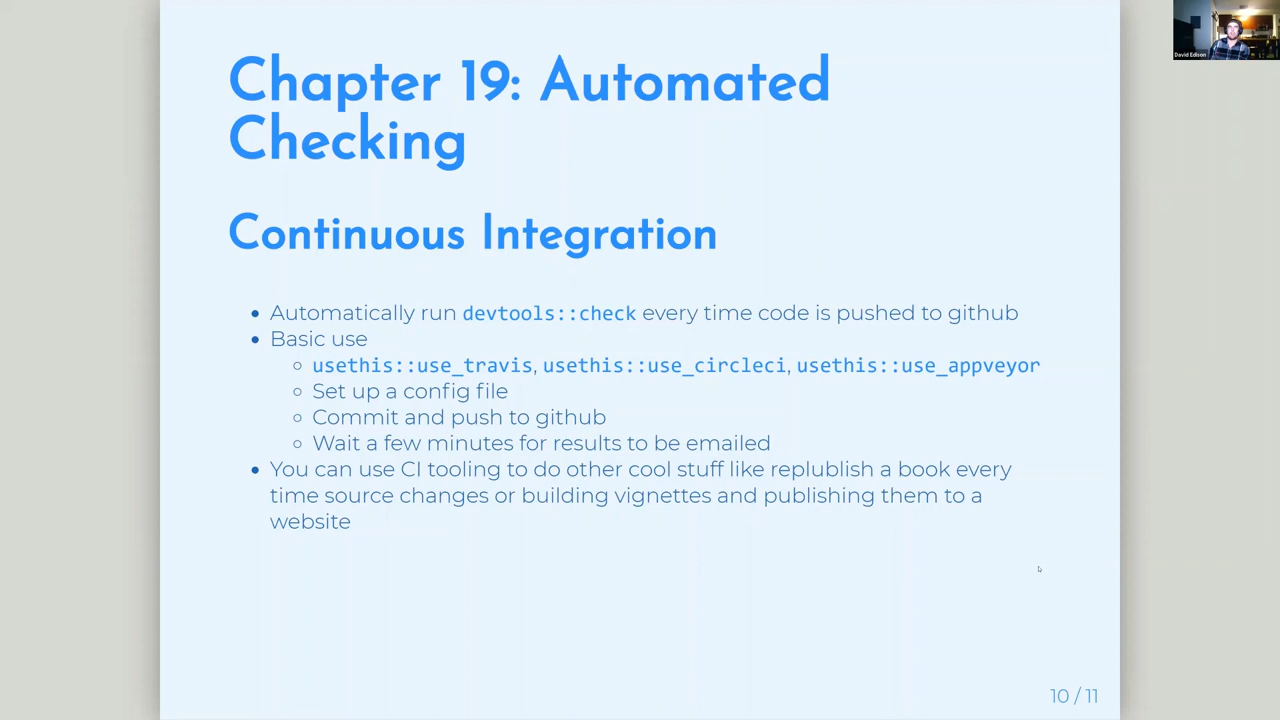 David Edison
Chapter 19: Automated
Checking
Continuous Integration
• Automatically run devtools::check every time code is pushed to github
• Basic use
○ usethis::use_travis, usethis::use_circleci, usethis::use_appveyor
○ Set up a config file
○ Commit and push to github
○ Wait a few minutes for results to be emailed
• You can use CI tooling to do other cool stuff like replublish a book every
time source changes or building vignettes and publishing them to a
website
10 / 11